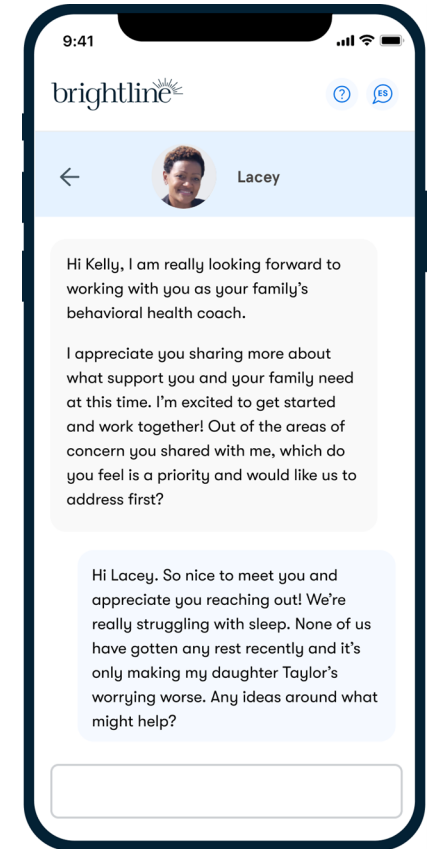 9:41
brightline
?
ES
Lacey
Hi Kelly, I am really looking forward to
working with you as your family’s
behavioral health coach.
I appreciate you sharing more about
what support you and your family need
at this time. I’m excited to get started
and work together! Out of the areas of
concern you shared with me, which do
you feel is a priority and would like us to
address first?
Hi Lacey. So nice to meet you and
appreciate you reaching out! We’re
really struggling with sleep. None of us
have gotten any rest recently and it’s
only making my daughter Taylor’s
worrying worse. Any ideas around what
might help?